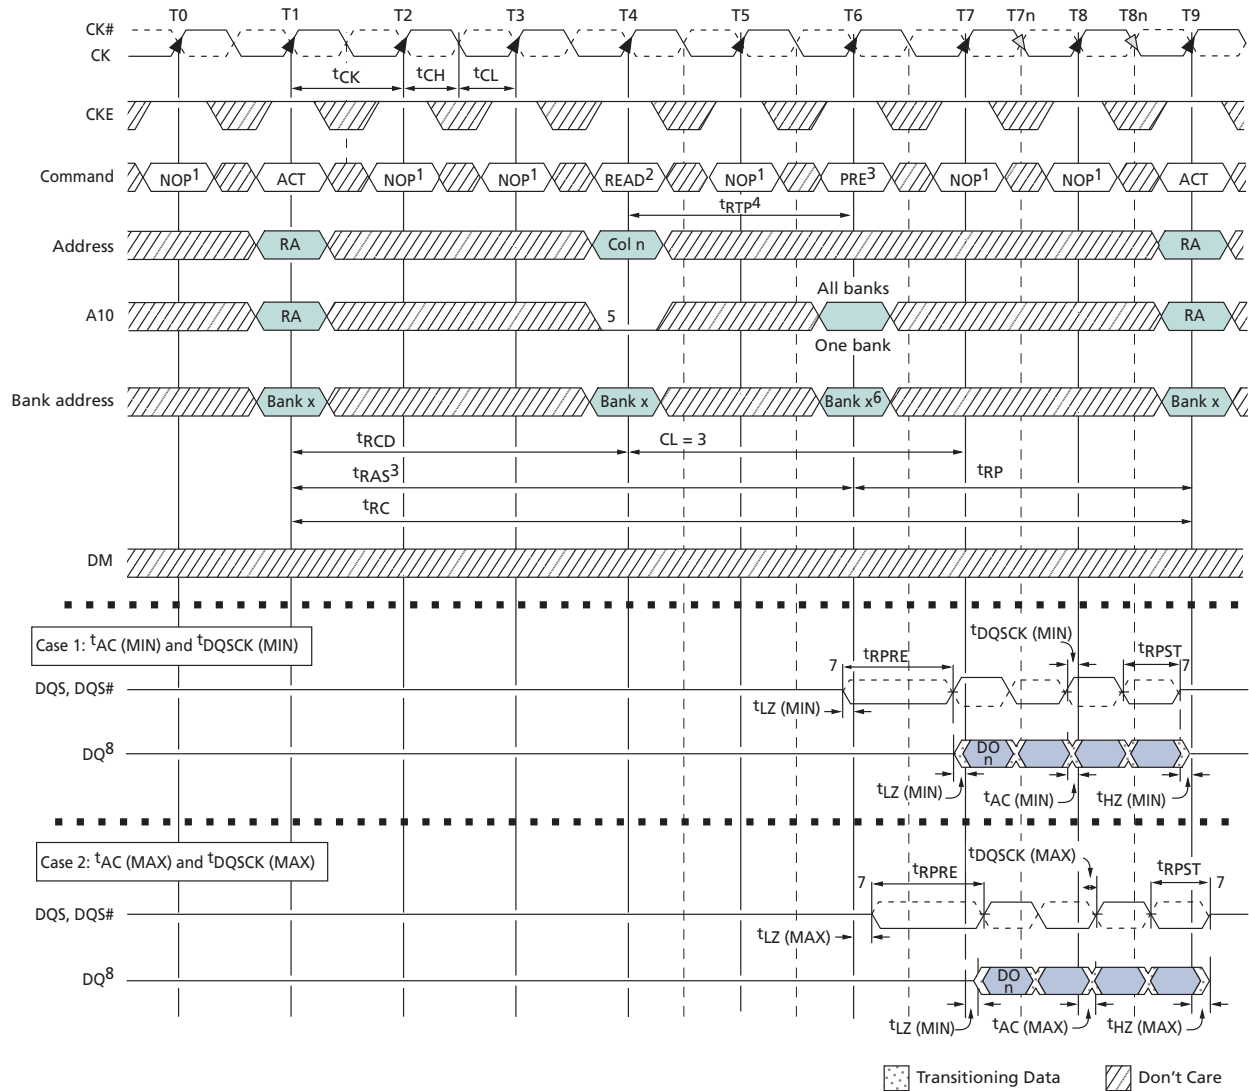 T0 T1 T2 T3 T4 T5 T6 T7 T7n T8 T8n T9
CK#
CK
tCK tCH tCL
CKE
Command NOP1 ACT NOP1 NOP1 READ2 NOP1 PRE3 NOP1 NOP1 ACT
tRTP4
Address RA Col n RA
All banks
A10 RA 5 RA
One bank
Bank address Bank x Bank x Bank x6 Bank x
tRCD CL = 3
tRAS3 tRP
tRC
DM
Case 1: tAC (MIN) and tDQSCK (MIN)
tDQSCK (MIN)
7 tRPRE tRPST 7
DQS, DQS#
tLZ (MIN)
DQ8 DO n
tLZ (MIN) tAC (MIN) tHZ (MIN)
Case 2: tAC (MAX) and tDQSCK (MAX)
tDQSCK (MAX)
7 tRPRE tRPST 7
DQS, DQS#
tLZ (MAX)
DQ8 DO n
tLZ (MIN) tAC (MAX) tHZ (MAX)
Transitioning Data Don't Care